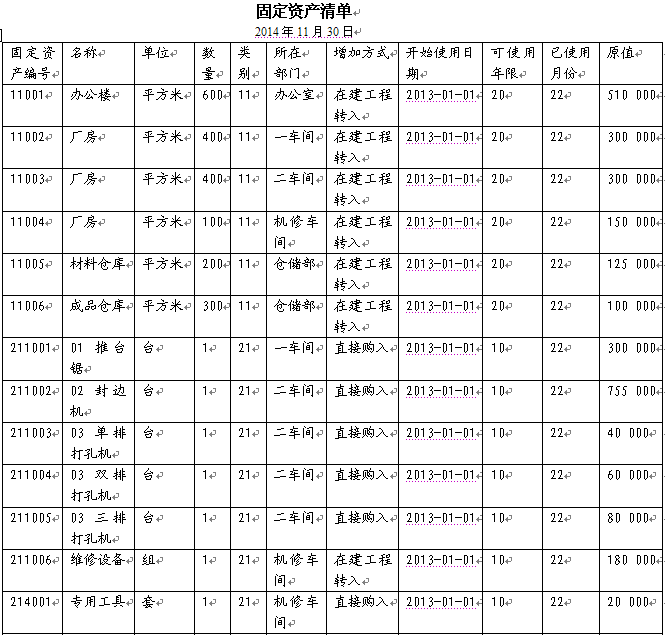 固定资产清单
2014年11月30日
固定资产编号 名称 单位 数量 类别 所在部门 增加方式 开始使用日期 可使用年限 已使用月份 原值
11001 办公楼 平方米 600 11 办公室 在建工程转入 2013-01-01 20 22 510 000
11002 厂房 平方米 400 11 一车间 在建工程转入 2013-01-01 20 22 300 000
11003 厂房 平方米 400 11 二车间 在建工程转入 2013-01-01 20 22 300 000
11004 厂房 平方米 100 11 机修车间 在建工程转入 2013-01-01 20 22 150 000
11005 材料仓库 平方米 200 11 仓储部 在建工程转入 2013-01-01 20 22 125 000
11006 成品仓库 平方米 300 11 仓储部 在建工程转入 2013-01-01 20 22 100 000
211001 01 推台锯 台 1 21 一车间 直接购入 2013-01-01 10 22 300 000
211002 02 封边机 台 1 21 二车间 直接购入 2013-01-01 10 22 755 000
211003 03 单排打孔机 台 1 21 二车间 直接购入 2013-01-01 10 22 40 000
211004 03 双排打孔机 台 1 21 二车间 直接购入 2013-01-01 10 22 60 000
211005 03 三排打孔机 台 1 21 二车间 直接购入 2013-01-01 10 22 80 000
211006 维修设备 组 1 21 机修车间 在建工程转入 2013-01-01 10 22 180 000
214001 专用工具 套 1 21 机修车间 直接购入 2013-01-01 10 22 20 000